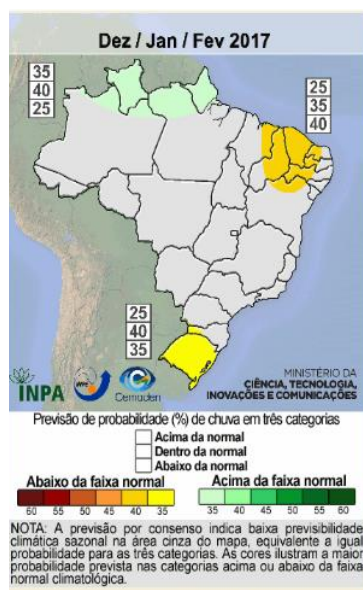 Dez / Jan / Fev 2017
35
40
25
25
35
40
25
40
35
INPA
Cemaden
MINISTÉRIO DA
CIÊNCIA, TECNOLOGIA,
INOVAÇÕES E COMUNICAÇÕES
Previsão de probabilidade (%) de chuva em três categorias
Acima da normal
Dentro da normal
Abaixo da normal
Abaixo da faixa normal
Acima da faixa normal
60 55 50 45 40 35
35 40 45 50 55 60
NOTA: A previsão por consenso indica baixa previsibilidade
climática sazonal na área cinza do mapa, equivalente a igual
probabilidade para as três categorias. As cores ilustram a maior
probabilidade prevista nas categorias acima ou abaixo da faixa
normal climatológica.